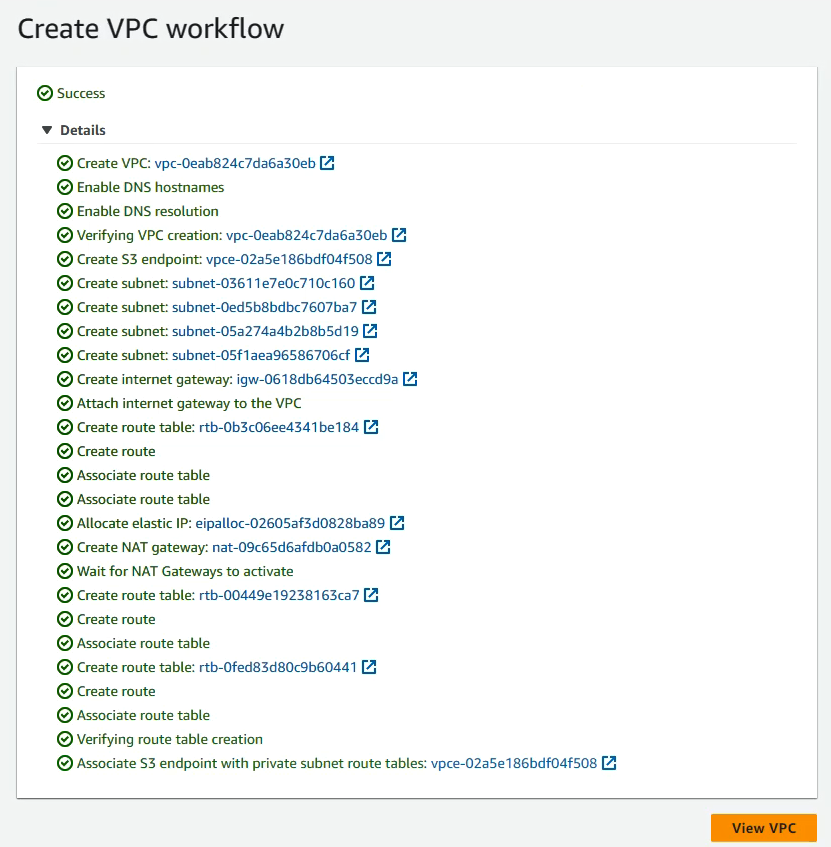 Create VPC workflow
Success
Details
Create VPC: vpc-0eab824c7da6a30eb
Enable DNS hostnames
Enable DNS resolution
Verifying VPC creation: vpc-0eab824c7da6a30eb
Create S3 endpoint: vpce-02a5e186bdf04f508
Create subnet: subnet-03611e7e0c710c160
Create subnet: subnet-0ed5b8bdbc7607ba7
Create subnet: subnet-05a274a4b2b8b5d19
Create subnet: subnet-05f1aea96586706cf
Create internet gateway: igw-0618db64503eccd9a
Attach internet gateway to the VPC
Create route table: rtb-0b3c06ee4341be184
Create route
Associate route table
Associate route table
Allocate elastic IP: eipalloc-02605af3d0828ba89
Create NAT gateway: nat-09c65d6afdb0a0582
Wait for NAT Gateways to activate
Create route table: rtb-00449e19238163ca7
Create route
Associate route table
Create route table: rtb-0fed83d80c9b60441
Create route
Associate route table
Verifying route table creation
Associate S3 endpoint with private subnet route tables: vpce-02a5e186bdf04f508
View VPC